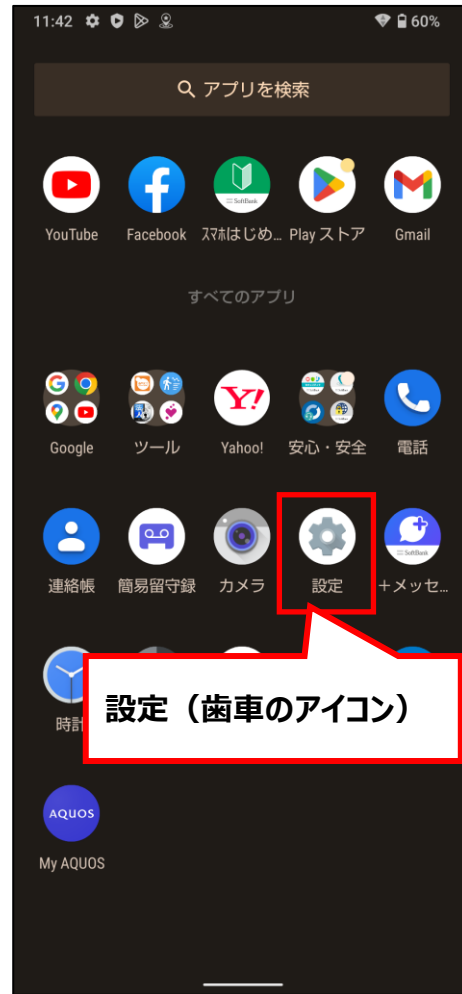 11:42 60%
アプリを検索
SoftBank
YouTube Facebook スマホはじめ… Play ストア Gmail
すべてのアプリ
Y!
Google ツール Yahoo! 安心・安全 電話
SoftBank
連絡帳 簡易留守録 カメラ 設定 +メッセ…
設定（歯車のアイコン）
時計
AQUOS
My AQUOS